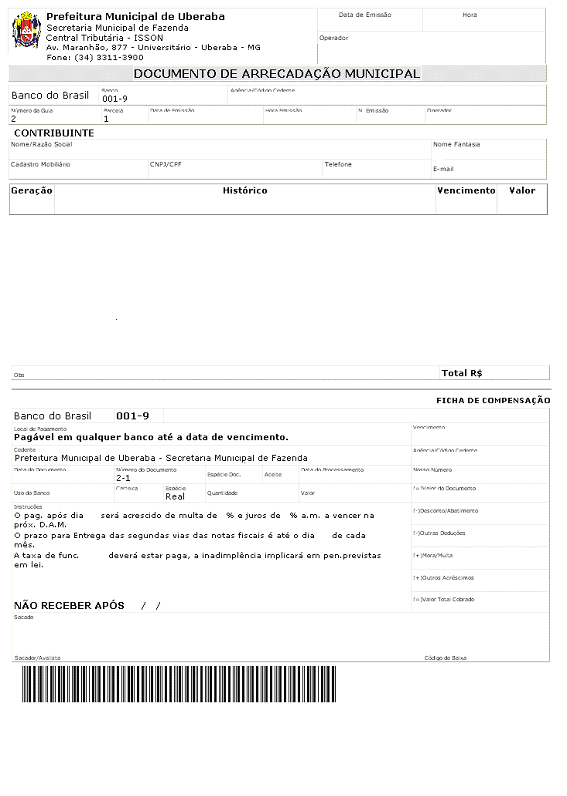 Prefeitura Municipal de Uberaba
Secretaria Municipal de Fazenda
Central Tributária - ISSON
Av. Maranhão, 877 - Universitário - Uberaba - MG
Fone: (34) 3311-3900
Data de Emissão Hora
Operador
DOCUMENTO DE ARRECADAÇÃO MUNICIPAL
Banco do Brasil Banco 001-9 Agência/Código Cedente
Número da Guia Parcela Data de Emissão Hora Emissão N. Emissão Operador
2 1
CONTRIBUINTE
Nome/Razão Social Nome Fantasia
Cadastro Mobiliário CNPJ/CPF Telefone E-mail
Geração Histórico Vencimento Valor
Obs Total R$
FICHA DE COMPENSAÇÃO
Banco do Brasil 001-9
Local de Pagamento Vencimento
Pagável em qualquer banco até a data de vencimento.
Cedente Agência/Código Cedente
Prefeitura Municipal de Uberaba - Secretaria Municipal de Fazenda
Data do Documento Número do Documento Espécie Doc. Aceite Data do Processamento Nosso Número
2-1
Uso do Banco Carteira Espécie Quantidade Valor (=)Valor do Documento
Real
Instruções
O pag. após dia será acrescido de multa de % e juros de % a.m. a vencer na (-)Desconto/Abatimento
próx. D.A.M.
O prazo para Entrega das segundas vias das notas fiscais é até o dia de cada (-)Outras Deduções
mês.
A taxa de func. deverá estar paga, a inadimplência implicará em pen.previstas (+)Mora/Multa
em lei.
(+)Outros Acréscimos
NÃO RECEBER APÓS / / (=)Valor Total Cobrado
Sacado
Sacador/Avalista Código de Baixa